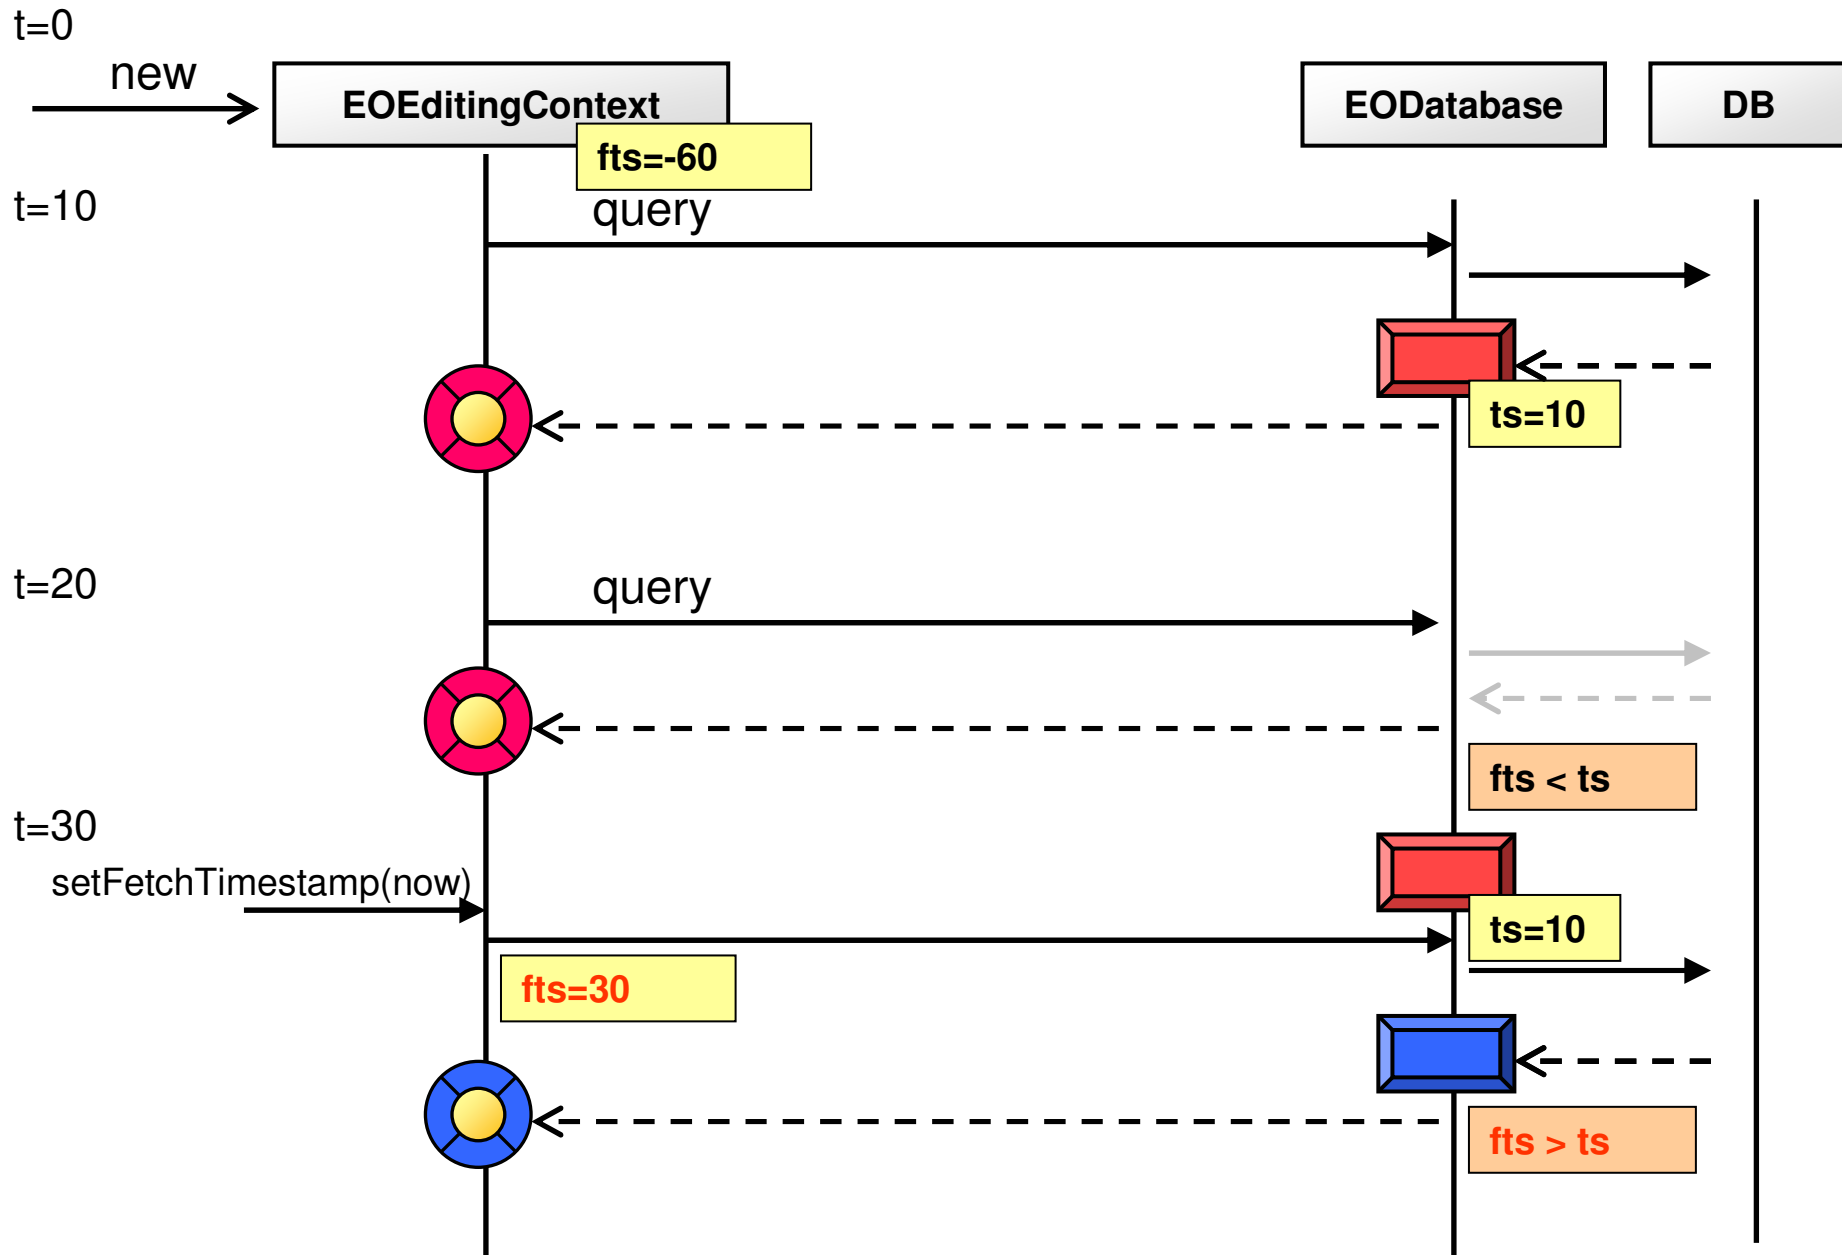 t=0
new
EOEditingContext
EODatabase
DB
fts=-60
t=10
query
ts=10
t=20
query
fts < ts
t=30
setFetchTimestamp(now)
ts=10
fts=30
fts > ts